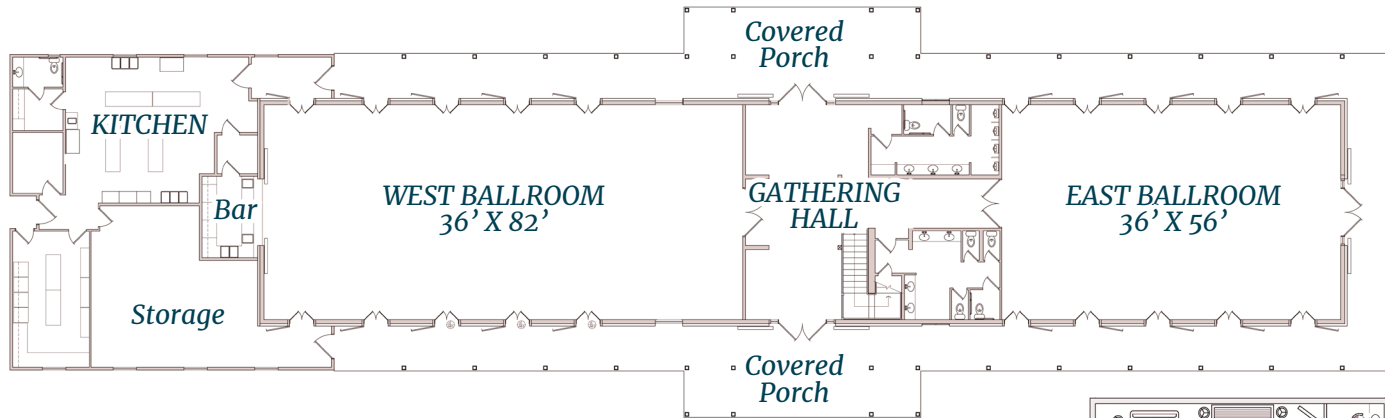 Covered
Porch
KITCHEN
Bar
WEST BALLROOM
36’ X 82’
GATHERING
HALL
EAST BALLROOM
36’ X 56’
Storage
Covered
Porch